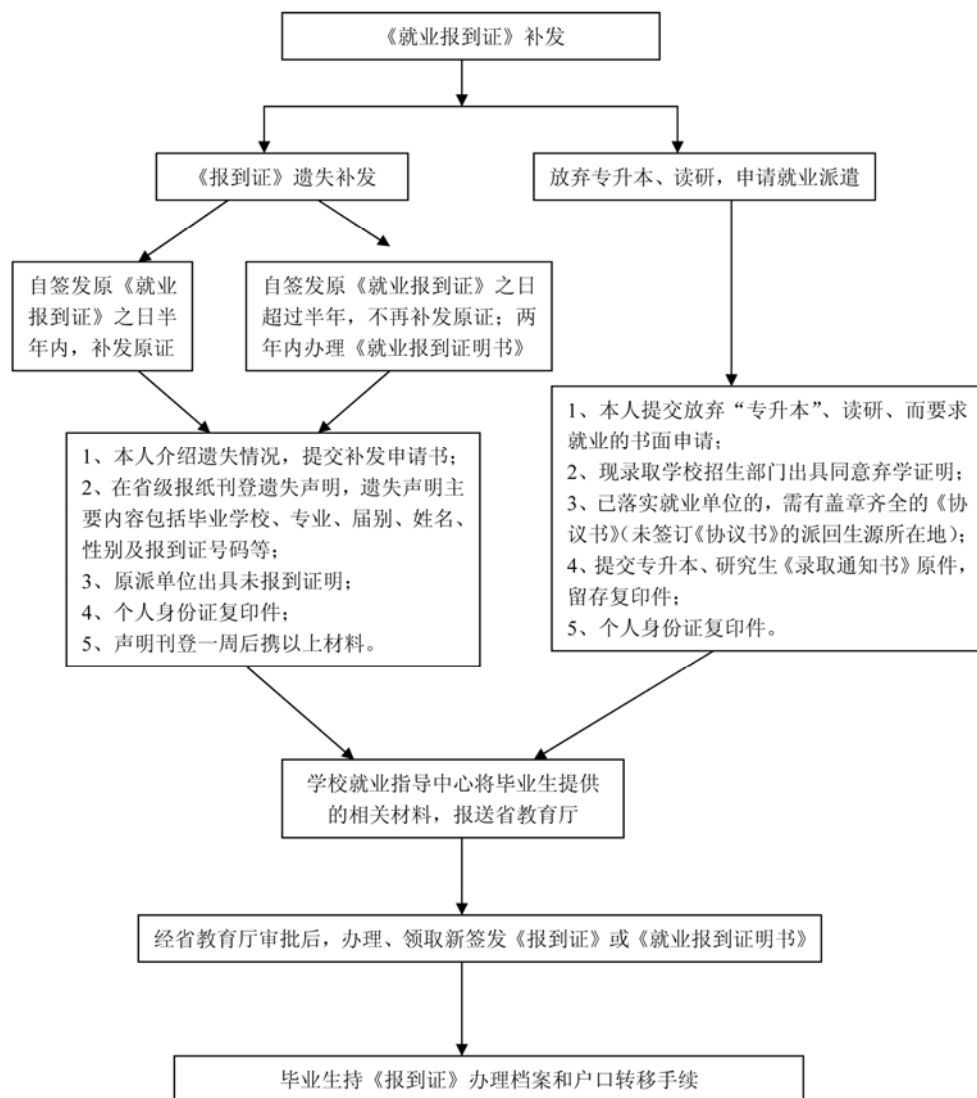 《就业报到证》补发
《报到证》遗失补发
放弃专升本、读研，申请就业派遣
自签发原《就业
报到证》之日半
年内，补发原证
自签发原《就业报到证》之日
超过半年，不再补发原证；两
年内办理《就业报到证明书》
1、本人介绍遗失情况，提交补发申请书；
2、在省级报纸刊登遗失声明，遗失声明主
要内容包括毕业学校、专业、届别、姓名、
性别及报到证号码等；
3、原派单位出具未报到证明；
4、个人身份证复印件；
5、声明刊登一周后携以上材料。
1、本人提交放弃“专升本”、读研、而要求
就业的书面申请；
2、现录取学校招生部门出具同意弃学证明；
3、已落实就业单位的，需有盖章齐全的《协
议书》（未签订《协议书》的派回生源所在地）；
4、提交专升本、研究生《录取通知书》原件，
留存复印件；
5、个人身份证复印件。
学校就业指导中心将毕业生提供
的相关材料，报送省教育厅
经省教育厅审批后，办理、领取新签发《报到证》或《就业报到证明书》
毕业生持《报到证》办理档案和户口转移手续